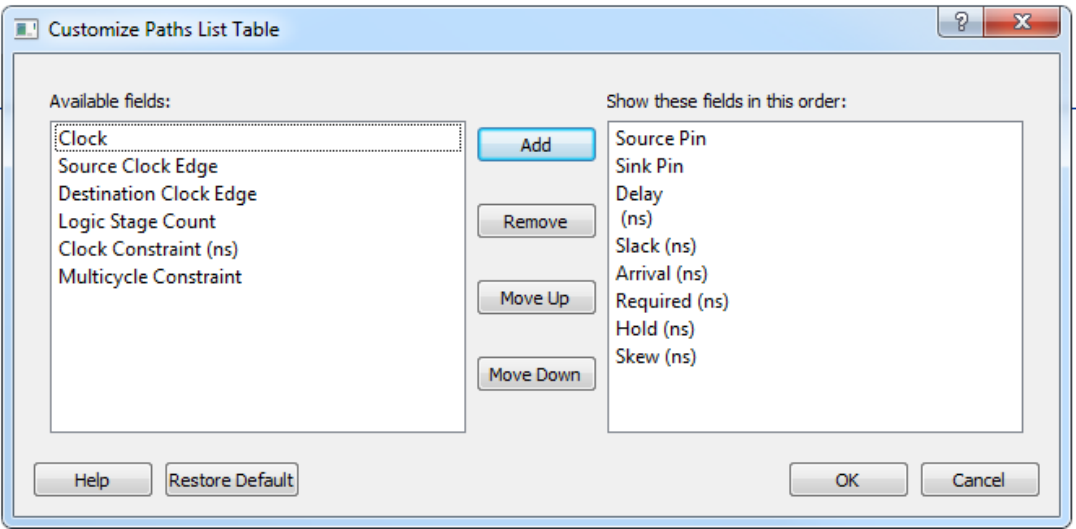 Customize Paths List Table
?
Available fields:
Show these fields in this order:
Clock
Source Clock Edge
Destination Clock Edge
Logic Stage Count
Clock Constraint (ns)
Multicycle Constraint
Add
Remove
Move Up
Move Down
Source Pin
Sink Pin
Delay
(ns)
Slack (ns)
Arrival (ns)
Required (ns)
Hold (ns)
Skew (ns)
Help
Restore Default
OK
Cancel